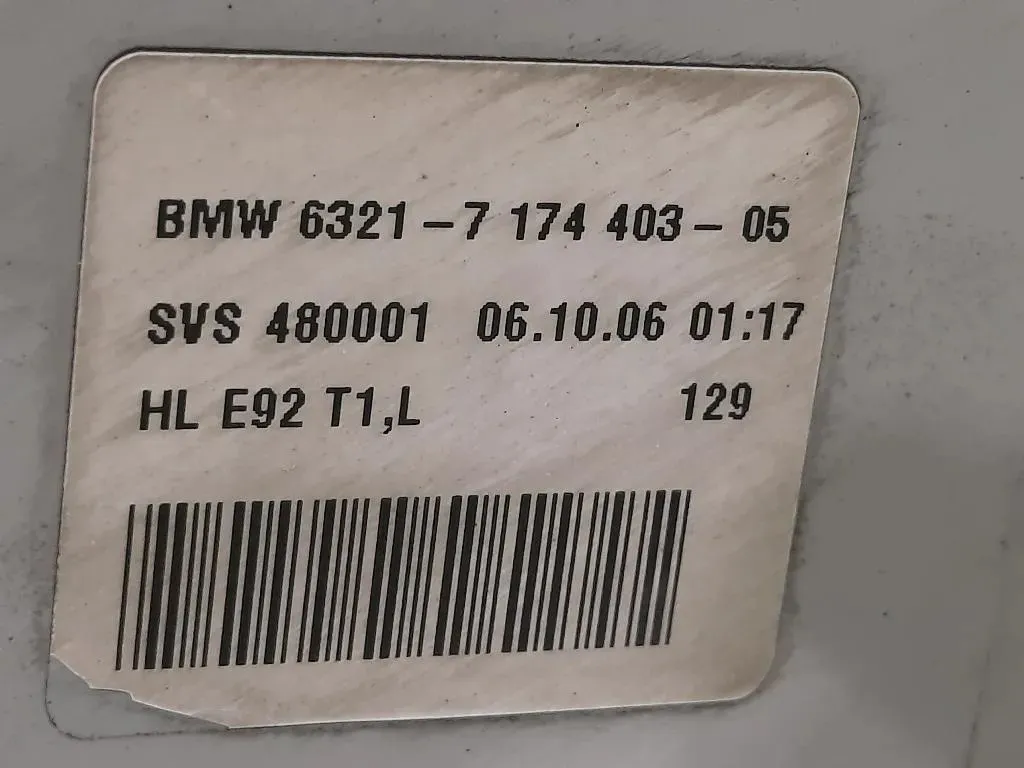 BMW 6321-7 174 403-05
SVS 480001 06.10.06 01:17
HL E92 T1,L 129